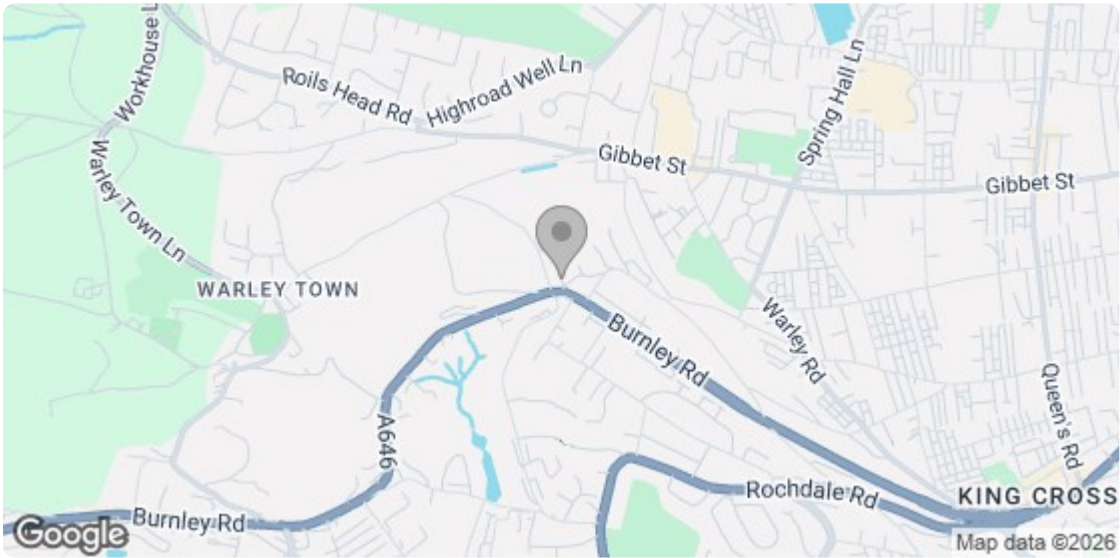 Workhouse L
Roils Head Rd
Highroad Well Ln
Spring Hall Ln
Gibbet St
Gibbet St
Warley Town Ln
WARLEY TOWN
Burnley Rd
Warley Rd
Queen's Rd
A646
Rochdale Rd
KING CROSS
Burnley Rd
Google
Map data ©2026